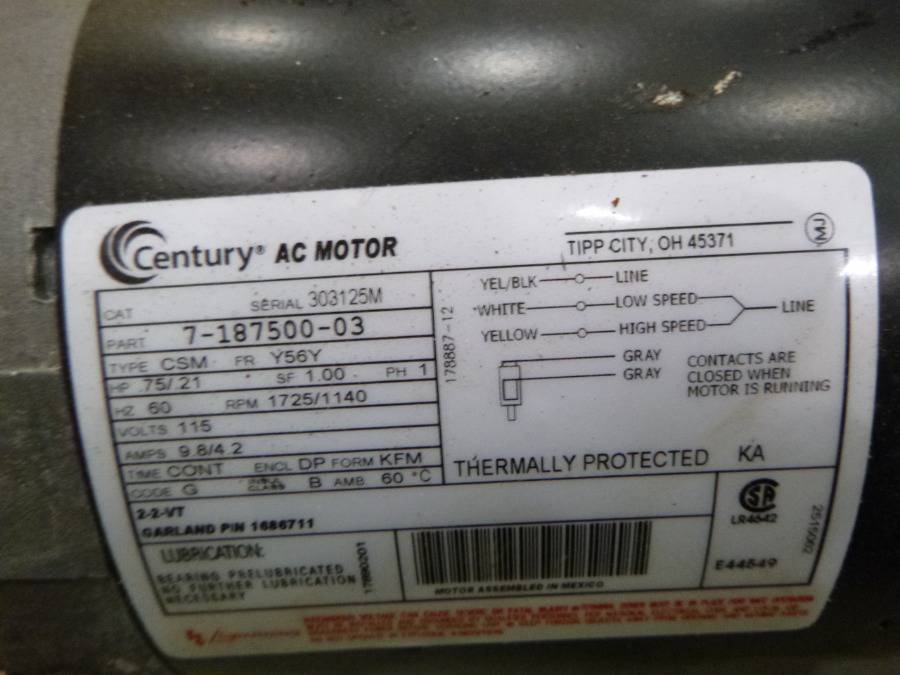 Century® AC MOTOR
TIPP CITY, OH 45371
MJ
CAT SERIAL 303125M
PART 7-187500-03
TYPE CSM FR Y56Y
HP .75/.21 SF 1.00 PH 1
HZ 60 RPM 1725/1140
VOLTS 115
AMPS 9.8/4.2
TIME CONT ENCL DP FORM KFM
CODE G INSUL CLASS B AMB. 60 °C
2-2-VT
GARLAND P/N 1686711
178887-12
YEL/BLK LINE
WHITE LOW SPEED
LINE
YELLOW HIGH SPEED
GRAY
GRAY
CONTACTS ARE
CLOSED WHEN
MOTOR IS RUNNING
THERMALLY PROTECTED KA
LUBRICATION:
BEARING PRELUBRICATED
NO FURTHER LUBRICATION
NECESSARY
MOTOR ASSEMBLED IN MEXICO
LR4642
E44549